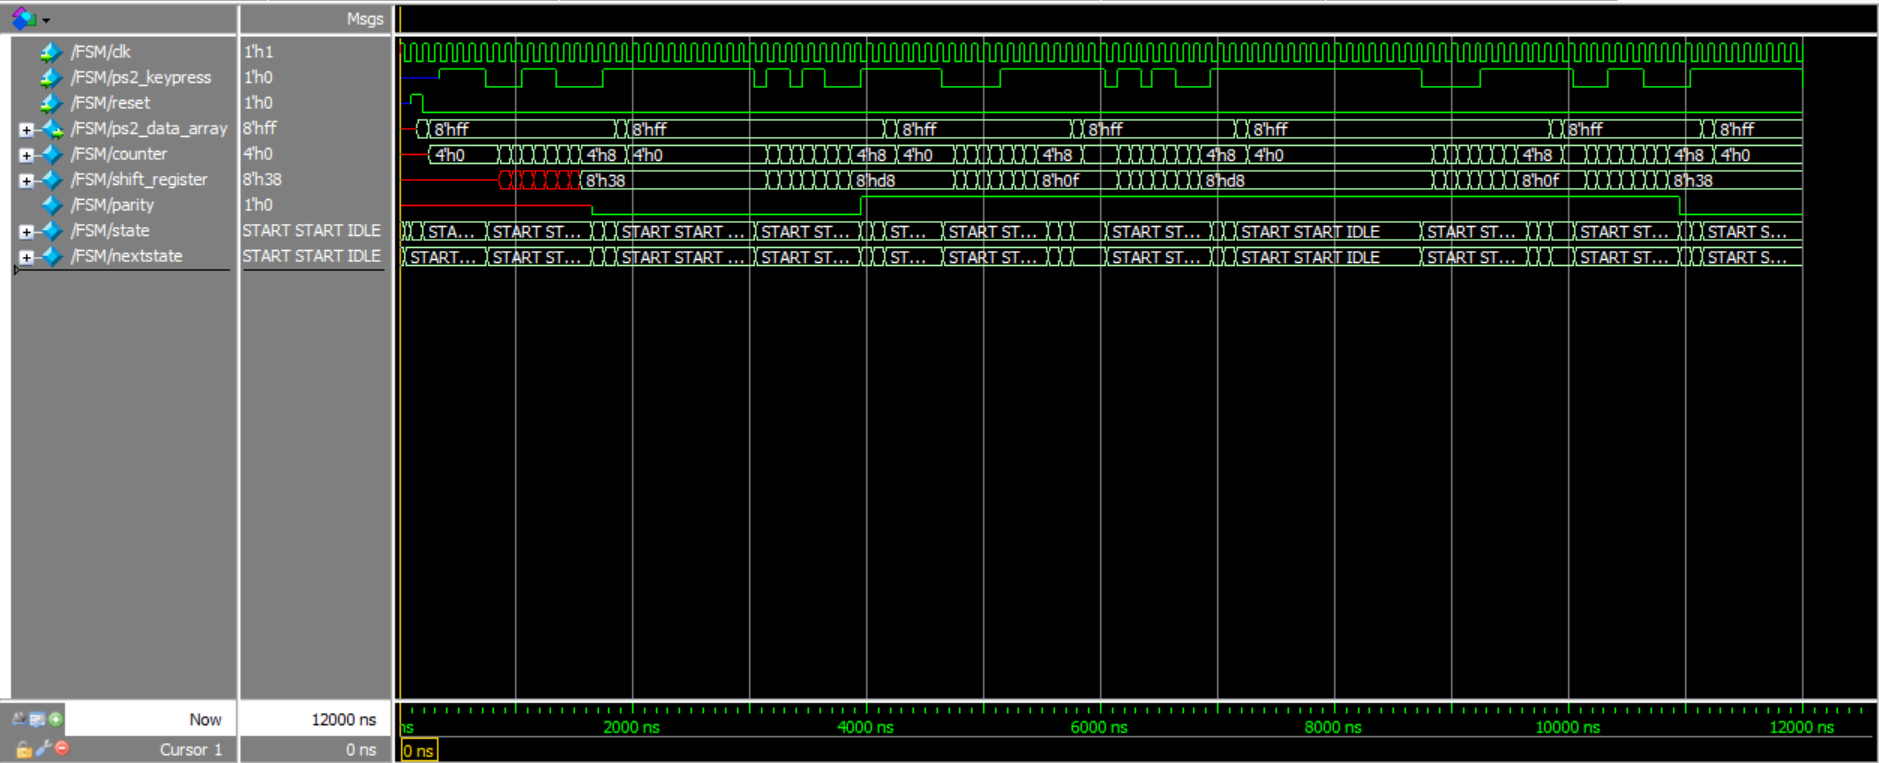 Msgs
/FSM/clk 1'h1
/FSM/ps2_keypress 1'h0
/FSM/reset 1'h0
/FSM/ps2_data_array 8'hff 8'hff 8'hff 8'hff 8'hff 8'hff 8'hff 8'hff
/FSM/counter 4'h0 4'h0 4'h8 4'h0 4'h8 4'h0 4'h8 4'h8 4'h0 4'h8 4'h8 4'h0
/FSM/shift_register 8'h38 8'h38 8'hd8 8'h0f 8'hd8 8'h0f 8'h38
/FSM/parity 1'h0
/FSM/state START START IDLE STA... START ST... START START ... START ST... ST... START ST... START ST... START START IDLE START ST... START ST... START S...
/FSM/nextstate START START IDLE START... START ST... START START ... START ST... ST... START ST... START ST... START START IDLE START ST... START ST... START S...
Now 12000 ns ns 2000 ns 4000 ns 6000 ns 8000 ns 10000 ns 12000 ns
Cursor 1 0 ns 0 ns